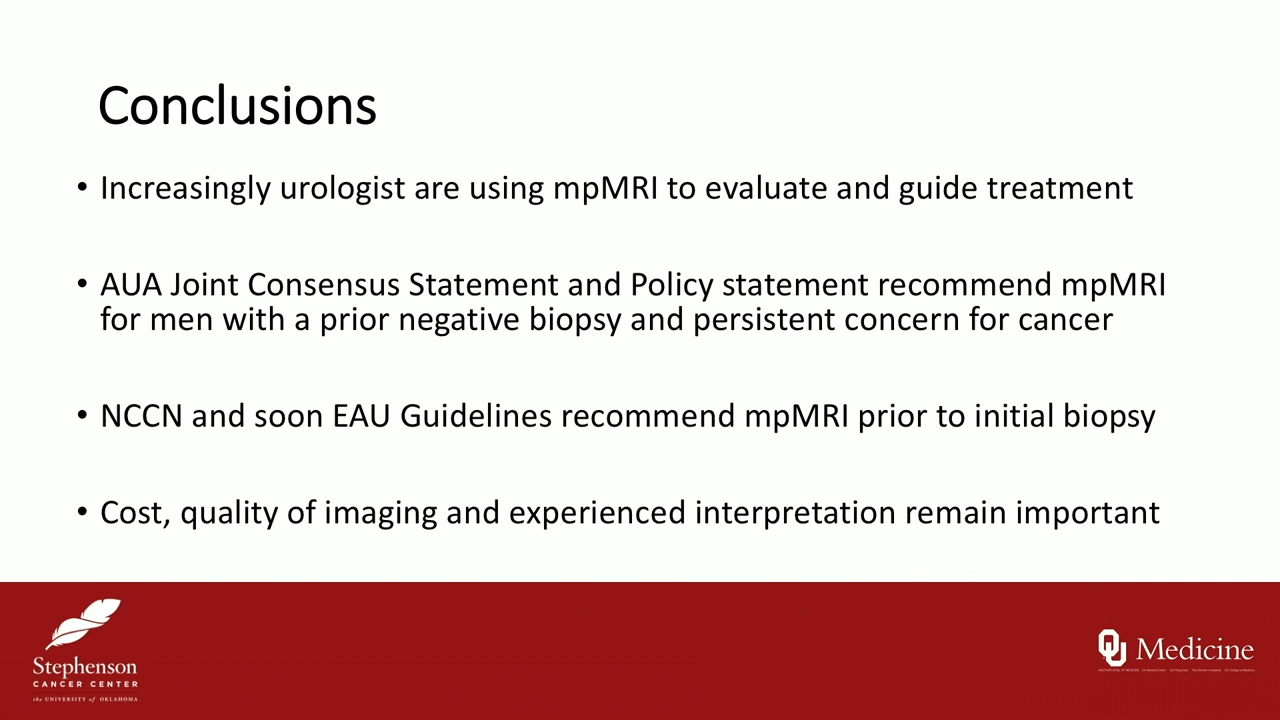 Conclusions
• Increasingly urologist are using mpMRI to evaluate and guide treatment
• AUA Joint Consensus Statement and Policy statement recommend mpMRI
for men with a prior negative biopsy and persistent concern for cancer
• NCCN and soon EAU Guidelines recommend mpMRI prior to initial biopsy
• Cost, quality of imaging and experienced interpretation remain important
Stephenson
CANCER CENTER
the UNIVERSITY of OKLAHOMA
OU Medicine